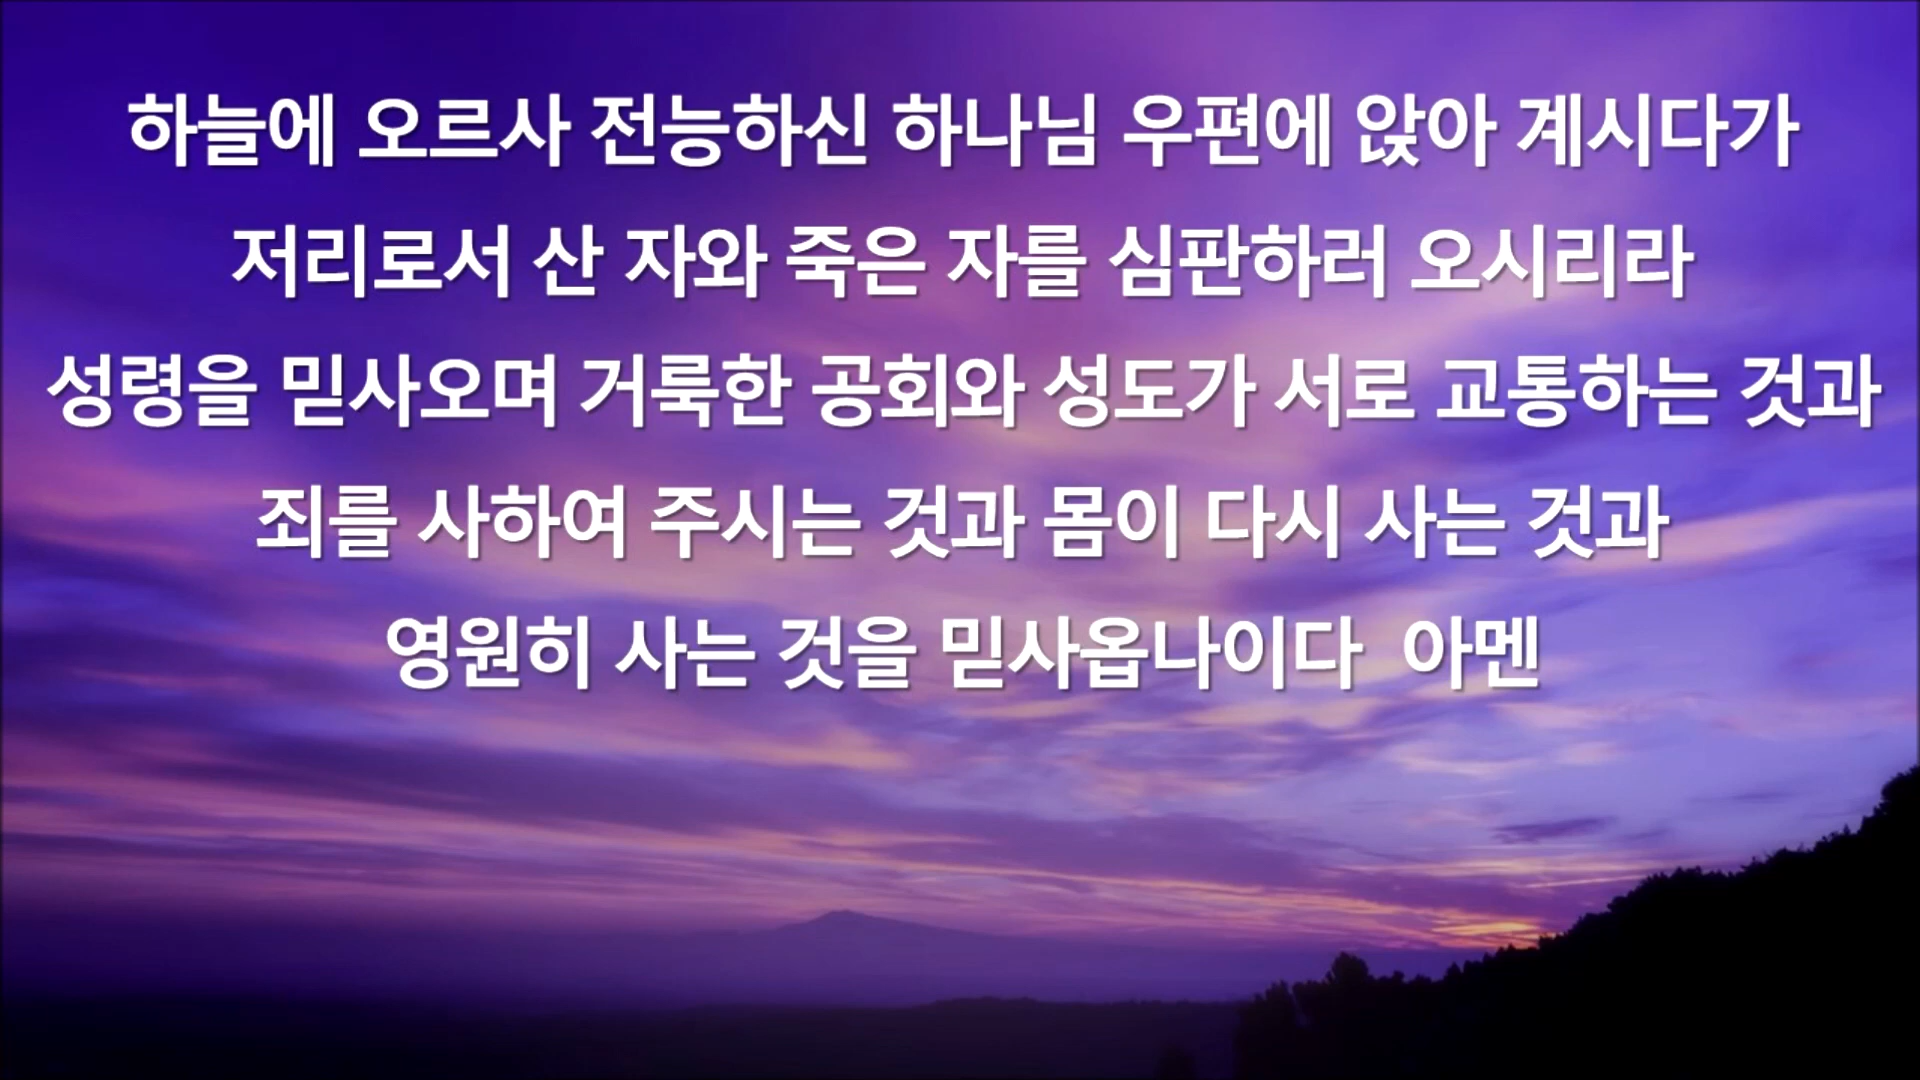 하늘에 오르사 전능하신 하나님 우편에 앉아 계시다가
저리로서 산 자와 죽은 자를 심판하러 오시리라
성령을 믿사오며 거룩한 공회와 성도가 서로 교통하는 것과
죄를 사하여 주시는 것과 몸이 다시 사는 것과
영원히 사는 것을 믿사옵나이다 아멘